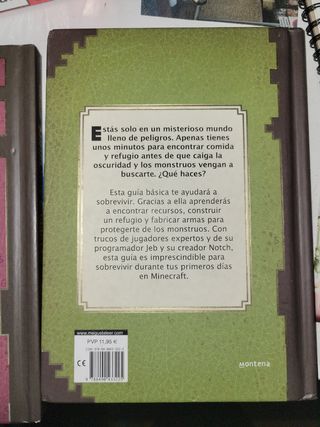 Estás solo en un misterioso mundo
lleno de peligros. Apenas tienes
unos minutos para encontrar comida
y refugio antes de que caiga la
oscuridad y los monstruos vengan a
buscarte. ¿Qué haces?
Esta guía básica te ayudará a
sobrevivir. Gracias a ella aprenderás
a encontrar recursos, construir
un refugio y fabricar armas para
protegerte de los monstruos. Con
trucos de jugadores expertos y de su
programador Jeb y su creador Notch,
esta guía es imprescindible para
sobrevivir durante tus primeros días
en Minecraft.
www.megustaleer.com
PVP 11,95 €
CE
montena